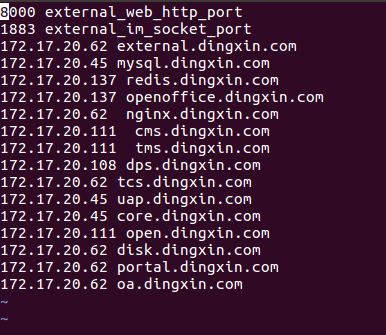 8000 external_web_http_port
1883 external_im_socket_port
172.17.20.62 external.dingxin.com
172.17.20.45 mysql.dingxin.com
172.17.20.137 redis.dingxin.com
172.17.20.137 openoffice.dingxin.com
172.17.20.62  nginx.dingxin.com
172.17.20.111  cms.dingxin.com
172.17.20.111  tms.dingxin.com
172.17.20.108 dps.dingxin.com
172.17.20.62 tcs.dingxin.com
172.17.20.45 uap.dingxin.com
172.17.20.45 core.dingxin.com
172.17.20.111 open.dingxin.com
172.17.20.62 disk.dingxin.com
172.17.20.62 portal.dingxin.com
172.17.20.62 oa.dingxin.com
~
~